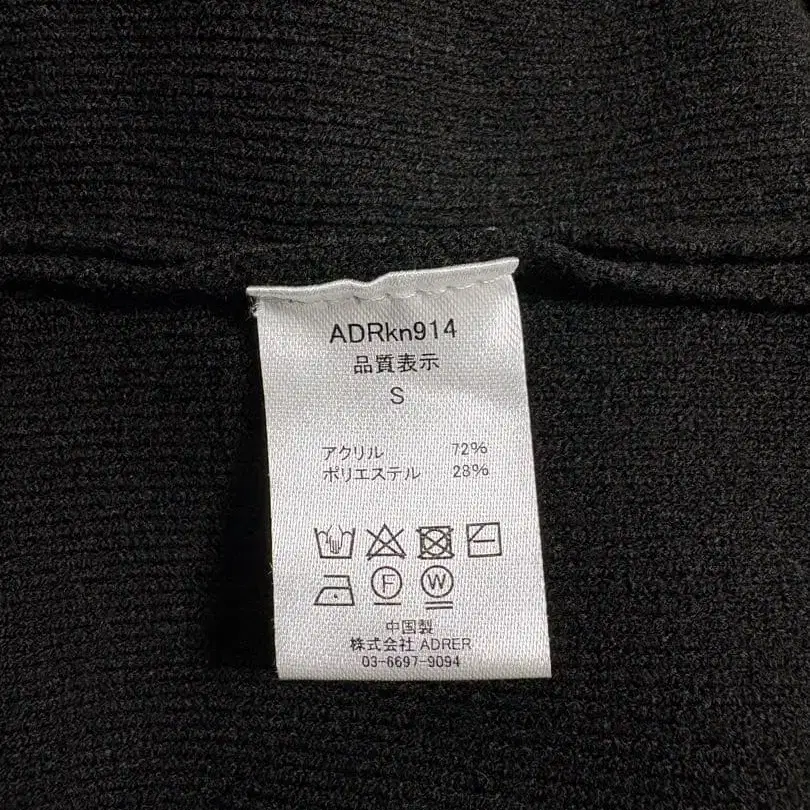 ADRkn914
品質表示
S
アクリル 72%
ポリエステル 28%
F W
中国製
株式会社 ADRER
03-6697-9094